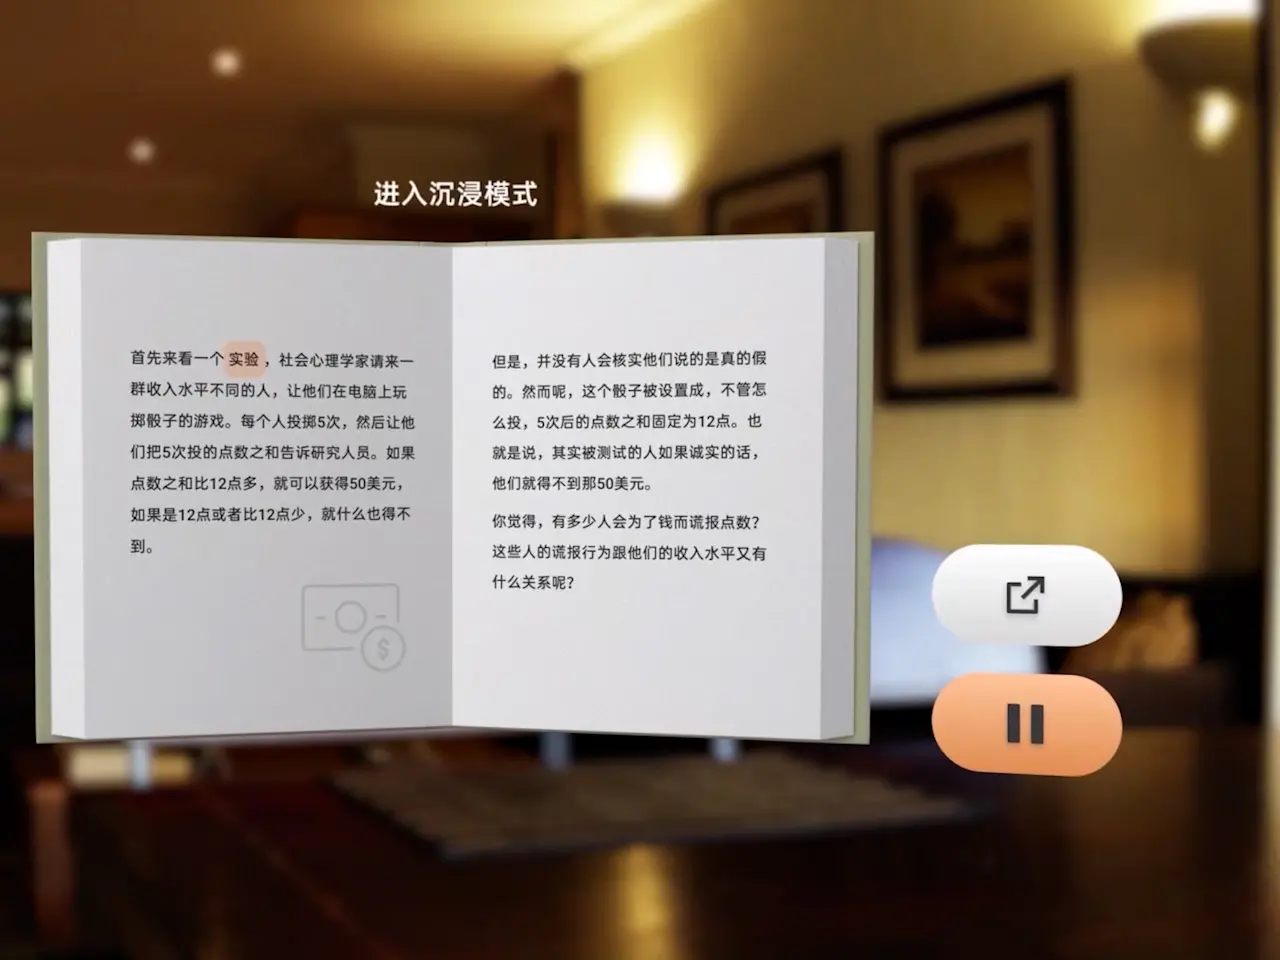 进入沉浸模式
首先来看一个 实验 ，社会心理学家请来一
群收入水平不同的人，让他们在电脑上玩
掷骰子的游戏。每个人投掷5次，然后让他
们把5次投的点数之和告诉研究人员。如果
点数之和比12点多，就可以获得50美元，
如果是12点或者比12点少，就什么也得不
到。
$
但是，并没有人会核实他们说的是真的假
的。然而呢，这个骰子被设置成，不管怎
么投，5次后的点数之和固定为12点。也
就是说，其实被测试的人如果诚实的话，
他们就得不到那50美元。
你觉得，有多少人会为了钱而谎报点数？
这些人的谎报行为跟他们的收入水平又有
什么关系呢？